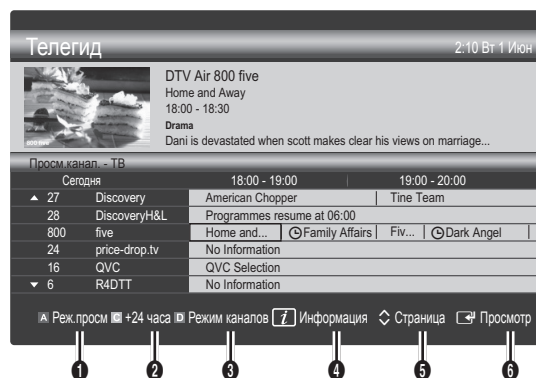 Телегид 2:10 Вт 1 Июн
DTV Air 800 five
Home and Away
18:00 - 18:30
Drama
Dani is devastated when scott makes clear his views on marriage...
800 five
Просм.канал. - ТВ
Сегодня 18:00 - 19:00 19:00 - 20:00
▲ 27 Discovery American Chopper Tine Team
28 DiscoveryH&L Programmes resume at 06:00
800 five Home and... Family Affairs Fiv... Dark Angel
24 price-drop.tv No Information
16 QVC QVC Selection
▼ 6 R4DTT No Information
A Реж.просм C +24 часа D Режим каналов i Информация Страница Просмотр
1 2 3 4 5 6